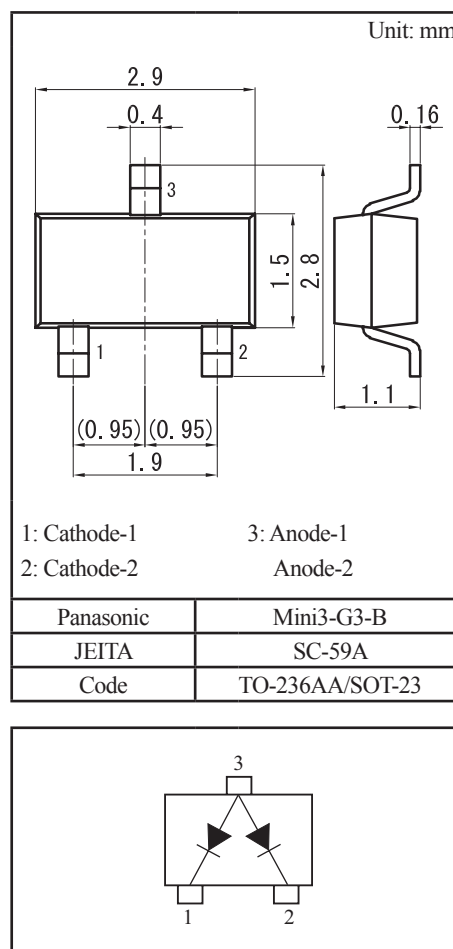 Unit: mm
2.9
0.4
0.16
3
1.5
2.8
1
2
(0.95) (0.95)
1.9
1.1
1: Cathode-1 3: Anode-1
2: Cathode-2 Anode-2
Panasonic Mini3-G3-B
JEITA SC-59A
Code TO-236AA/SOT-23
3
1 2